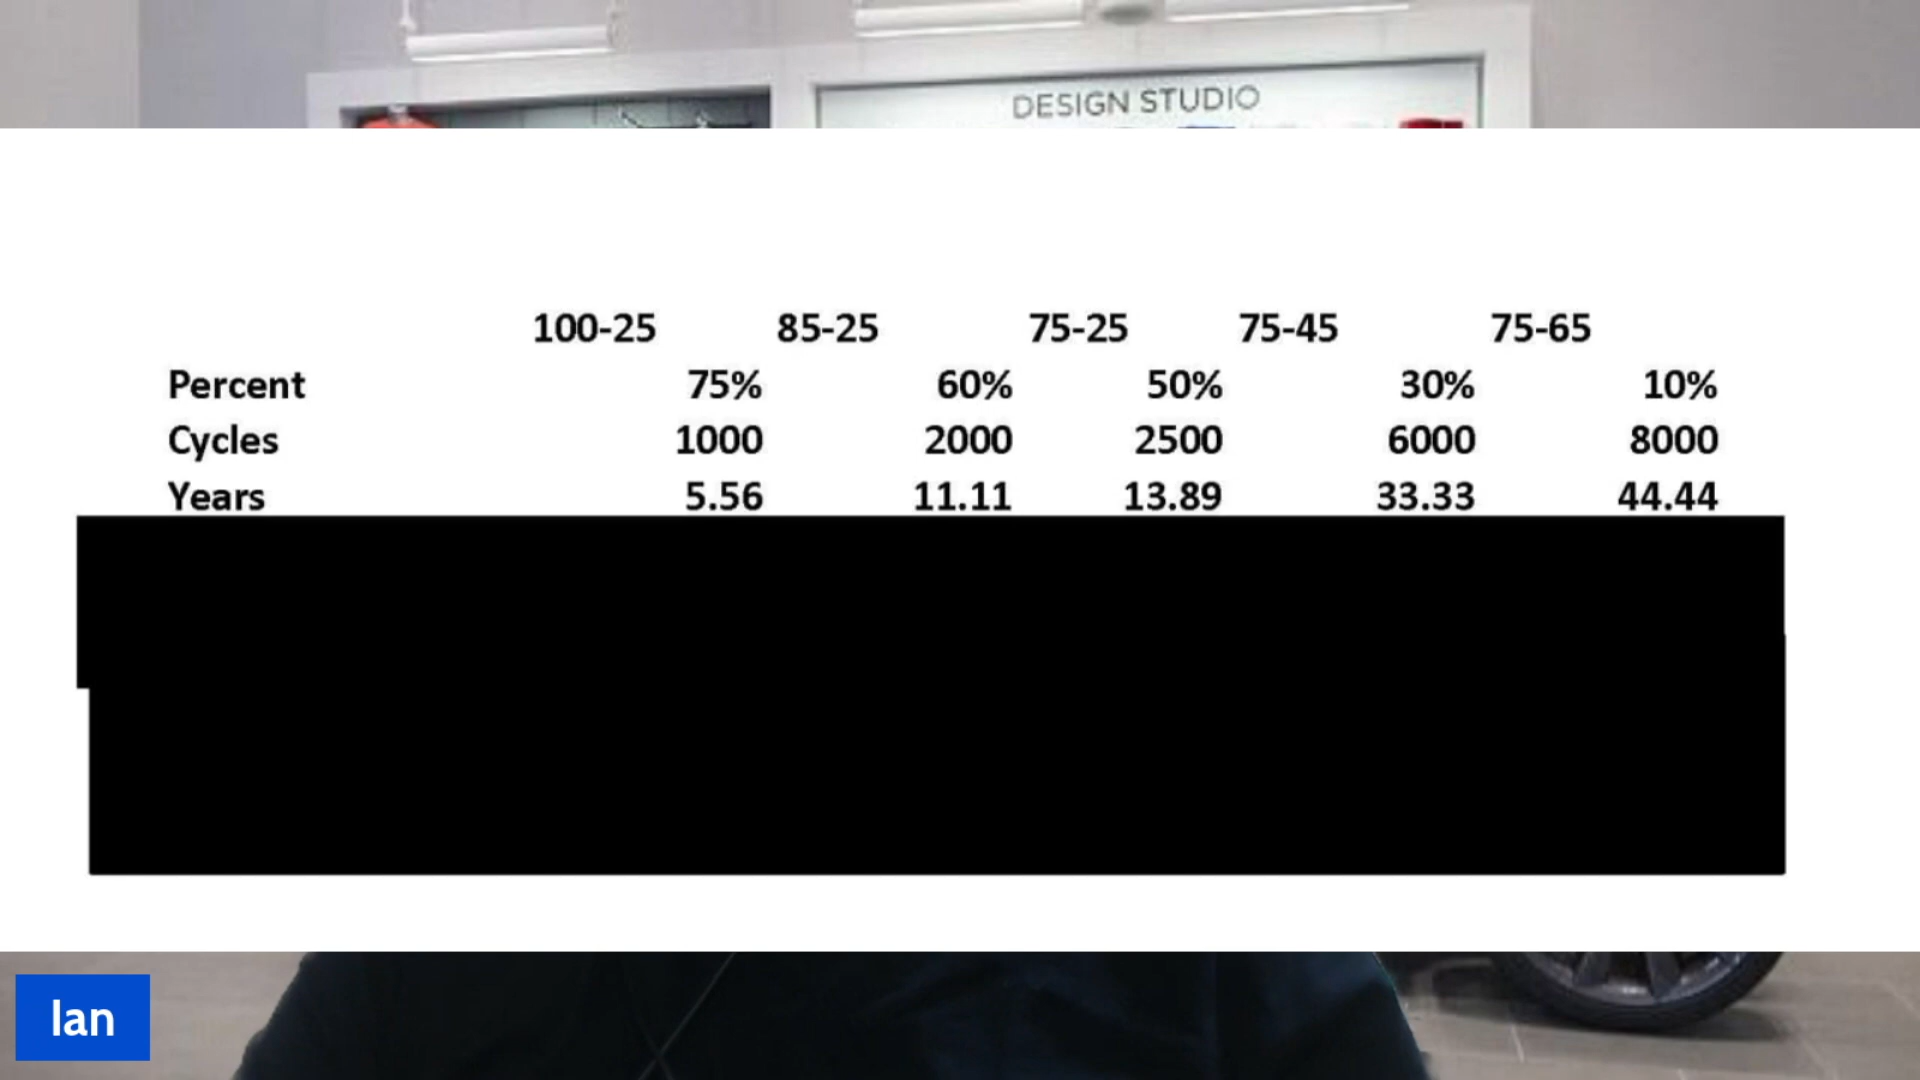 DESIGN STUDIO
100-25 85-25 75-25 75-45 75-65
Percent 75% 60% 50% 30% 10%
Cycles 1000 2000 2500 6000 8000
Years 5.56 11.11 13.89 33.33 44.44
Ian